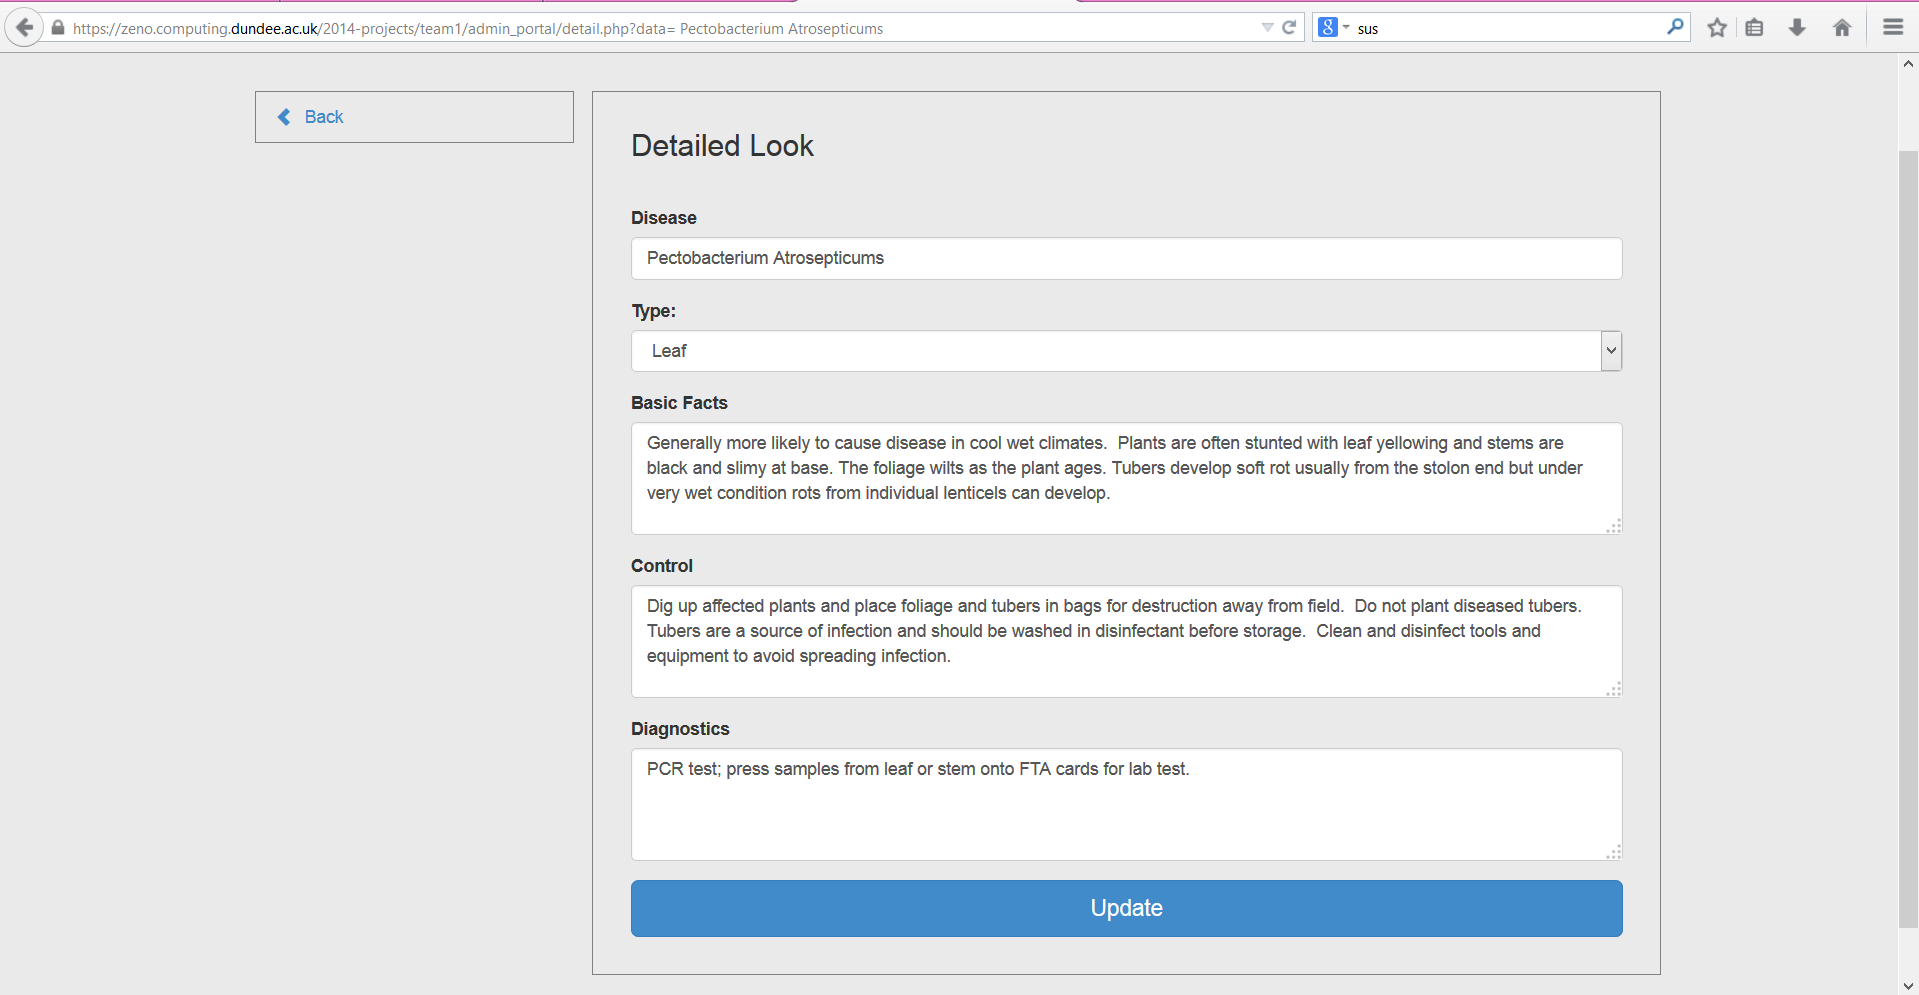 https://zeno.computing.dundee.ac.uk/2014-projects/team1/admin_portal/detail.php?data= Pectobacterium Atrosepticums
8
sus
Back
Detailed Look
Disease
Pectobacterium Atrosepticums
Type:
Leaf
Basic Facts
Generally more likely to cause disease in cool wet climates.  Plants are often stunted with leaf yellowing and stems are
black and slimy at base. The foliage wilts as the plant ages. Tubers develop soft rot usually from the stolon end but under
very wet condition rots from individual lenticels can develop.
Control
Dig up affected plants and place foliage and tubers in bags for destruction away from field.  Do not plant diseased tubers.
Tubers are a source of infection and should be washed in disinfectant before storage.  Clean and disinfect tools and
equipment to avoid spreading infection.
Diagnostics
PCR test; press samples from leaf or stem onto FTA cards for lab test.
Update